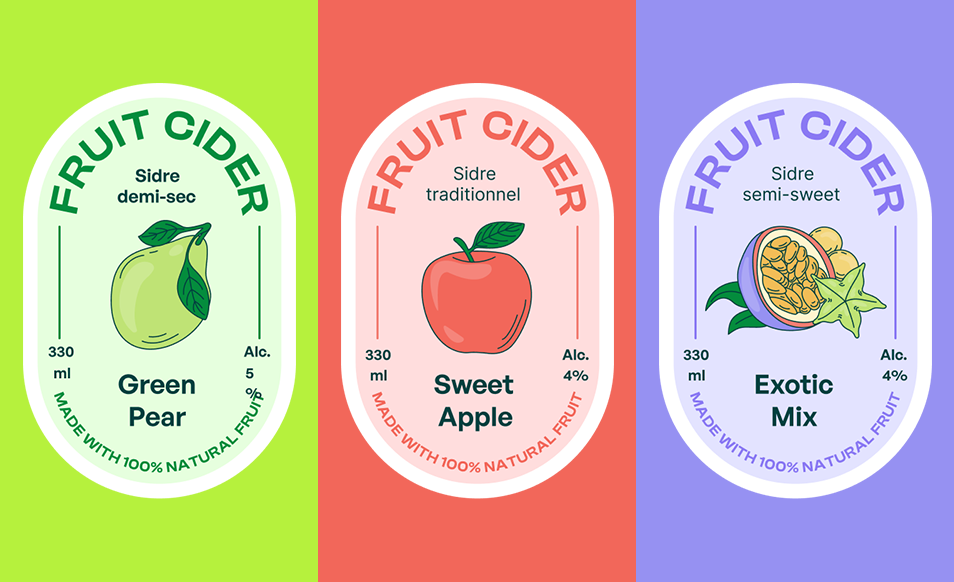 FRUIT CIDER
Sidre
demi-sec
330
ml
Alc.
5
%
P
Green
Pear
MADE WITH 100% NATURAL FRUIT
FRUIT CIDER
Sidre
traditionnel
330
ml
Alc.
4%
Sweet
Apple
MADE WITH 100% NATURAL FRUIT
FRUIT CIDER
Sidre
semi-sweet
330
ml
Alc.
4%
Exotic
Mix
MADE WITH 100% NATURAL FRUIT